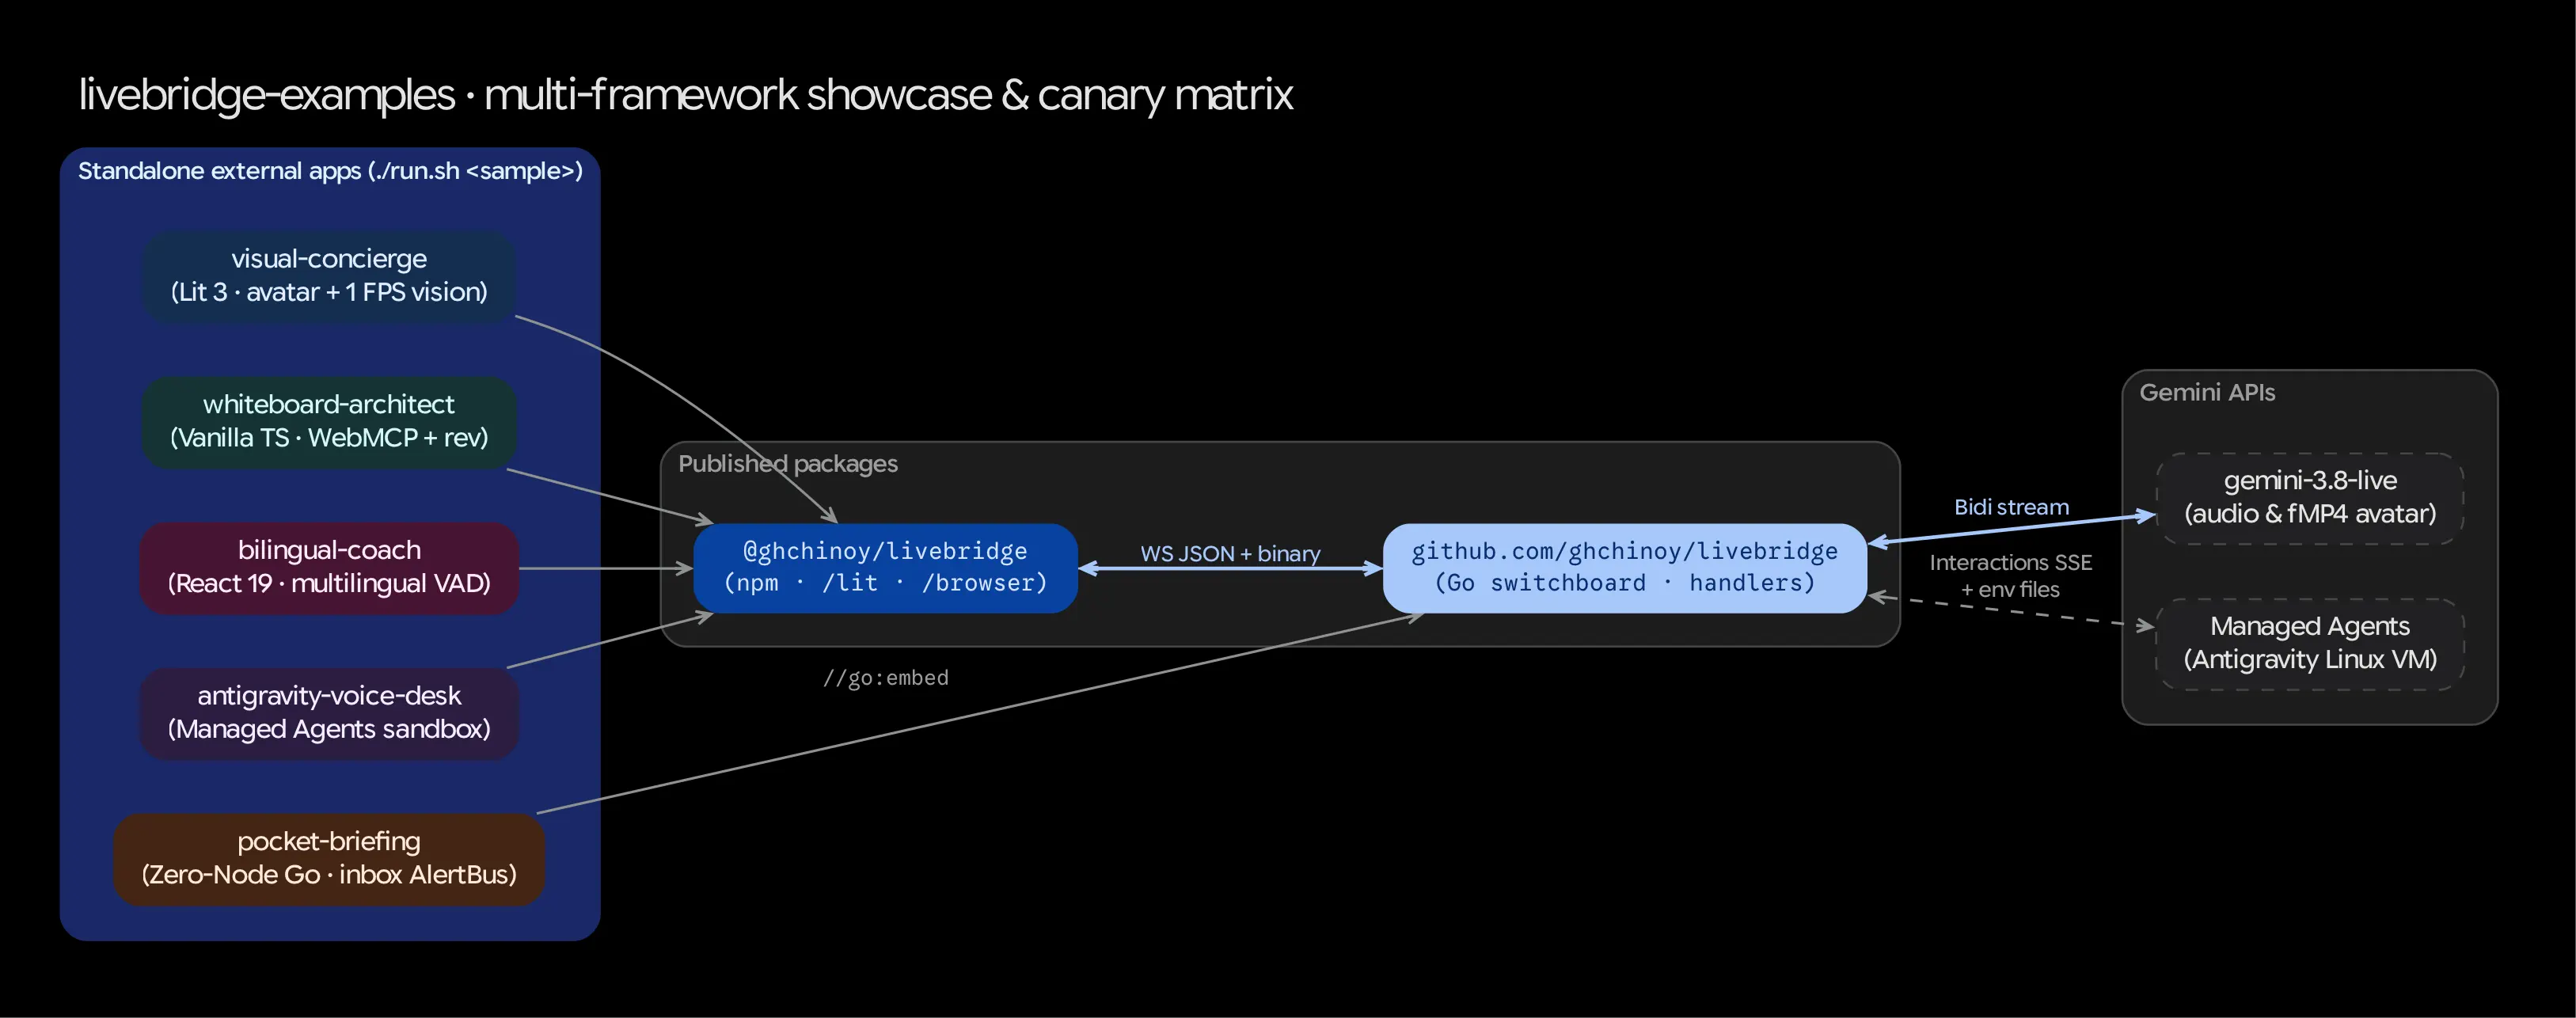 livebridge-examples · multi-framework showcase & canary matrix
Standalone external apps (./run.sh <sample>)
visual-concierge
(Lit 3 · avatar + 1 FPS vision)
whiteboard-architect
(Vanilla TS · WebMCP + rev)
bilingual-coach
(React 19 · multilingual VAD)
antigravity-voice-desk
(Managed Agents sandbox)
pocket-briefing
(Zero-Node Go · inbox AlertBus)
Published packages
@ghchinoy/livebridge
(npm · /lit · /browser)
WS JSON + binary
github.com/ghchinoy/livebridge
(Go switchboard · handlers)
//go:embed
Bidi stream
Interactions SSE
+ env files
Gemini APIs
gemini-3.8-live
(audio & fMP4 avatar)
Managed Agents
(Antigravity Linux VM)